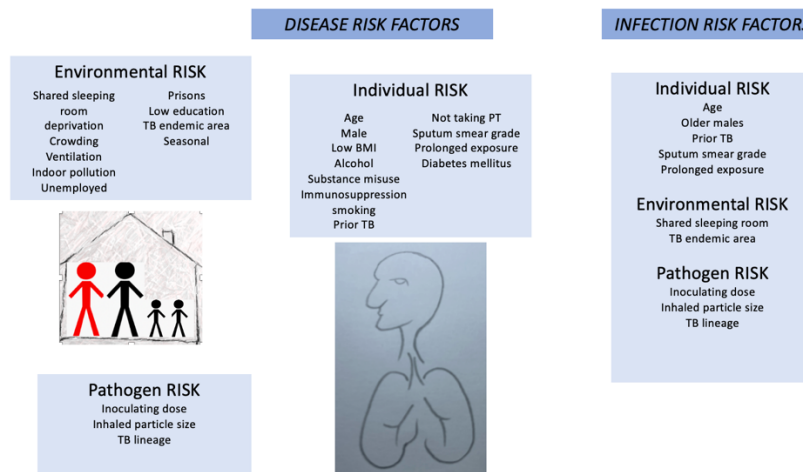 DISEASE RISK FACTORS
Environmental RISK
Shared sleeping
room
deprivation
Crowding
Ventilation
Indoor pollution
Unemployed
Prisons
Low education
TB endemic area
Seasonal
Individual RISK
Age
Male
Low BMI
Alcohol
Substance misuse
Immunosuppression
smoking
Prior TB
Not taking PT
Sputum smear grade
Prolonged exposure
Diabetes mellitus
Pathogen RISK
Inoculating dose
Inhaled particle size
TB lineage
INFECTION RISK FACTORS
Individual RISK
Age
Older males
Prior TB
Sputum smear grade
Prolonged exposure
Environmental RISK
Shared sleeping room
TB endemic area
Pathogen RISK
Inoculating dose
Inhaled particle size
TB lineage